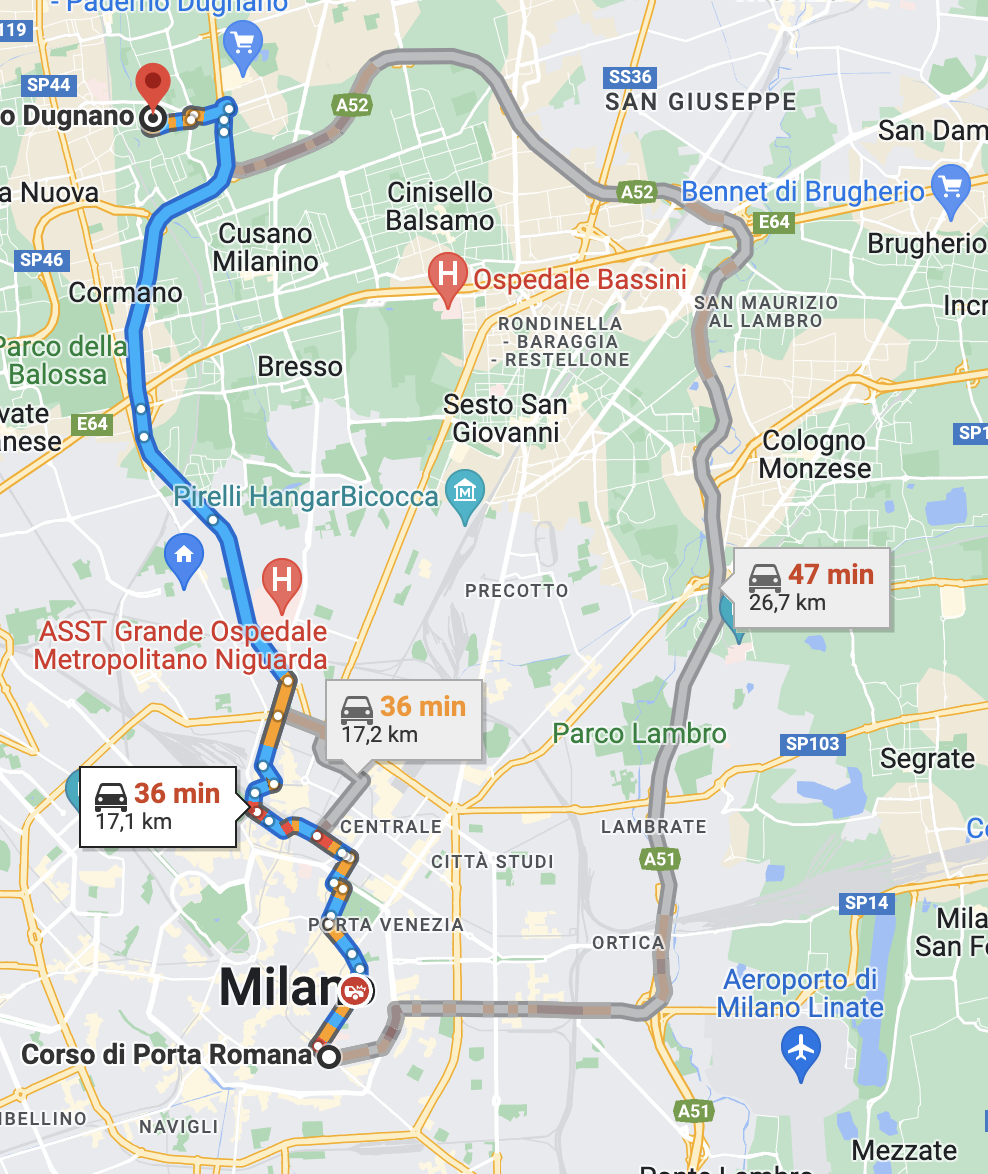 - Paderno Dugnano
119
SP44
SS36
SAN GIUSEPPE
A52
o Dugnano
San Dam
a Nuova
Cinisello
Balsamo
A52
Bennet di Brugherio
E64
Cusano
Milanino
Brugherio
SP46
Ospedale Bassini
Cormano
SAN MAURIZIO
AL LAMBRO
Incr
RONDINELLA
- BARAGGIA
- RESTELLONE
Parco della
Balossa
Bresso
vate
anese
E64
Sesto San
Giovanni
SP1
Cologno
Monzese
Pirelli HangarBicocca
47 min
26,7 km
PRECOTTO
ASST Grande Ospedale
Metropolitano Niguarda
36 min
17,2 km
Parco Lambro
SP103
Segrate
36 min
17,1 km
CENTRALE
LAMBRATE
C
CITTÀ STUDI
A51
SP14
PORTA VENEZIA
Mila
San F
ORTICA
Milan
Aeroporto di
Milano Linate
Corso di Porta Romana
A51
IBELLINO
NAVIGLI
Mezzate